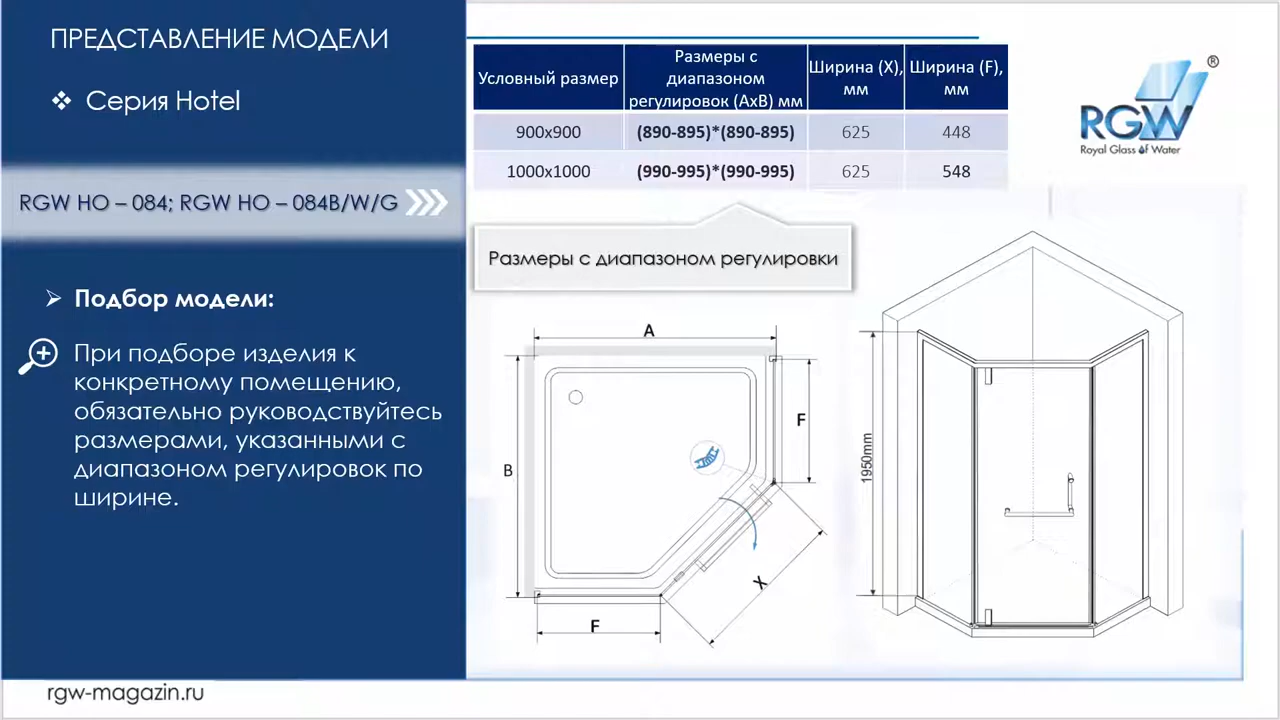 ПРЕДСТАВЛЕНИЕ МОДЕЛИ
Серия Hotel
RGW HO – 084; RGW HO – 084B/W/G
Подбор модели:
При подборе изделия к
конкретному помещению,
обязательно руководствуйтесь
размерами, указанными с
диапазоном регулировок по
ширине.
rgw-magazin.ru
Условный размер
Размеры с
диапазоном
регулировок (АхВ) мм
Ширина (X),
мм
Ширина (F),
мм
900х900 (890-895)*(890-895) 625 448
1000х1000 (990-995)*(990-995) 625 548
RGW®
Royal Glass of Water
Размеры с диапазоном регулировки
A
B
F
X
F
1950mm